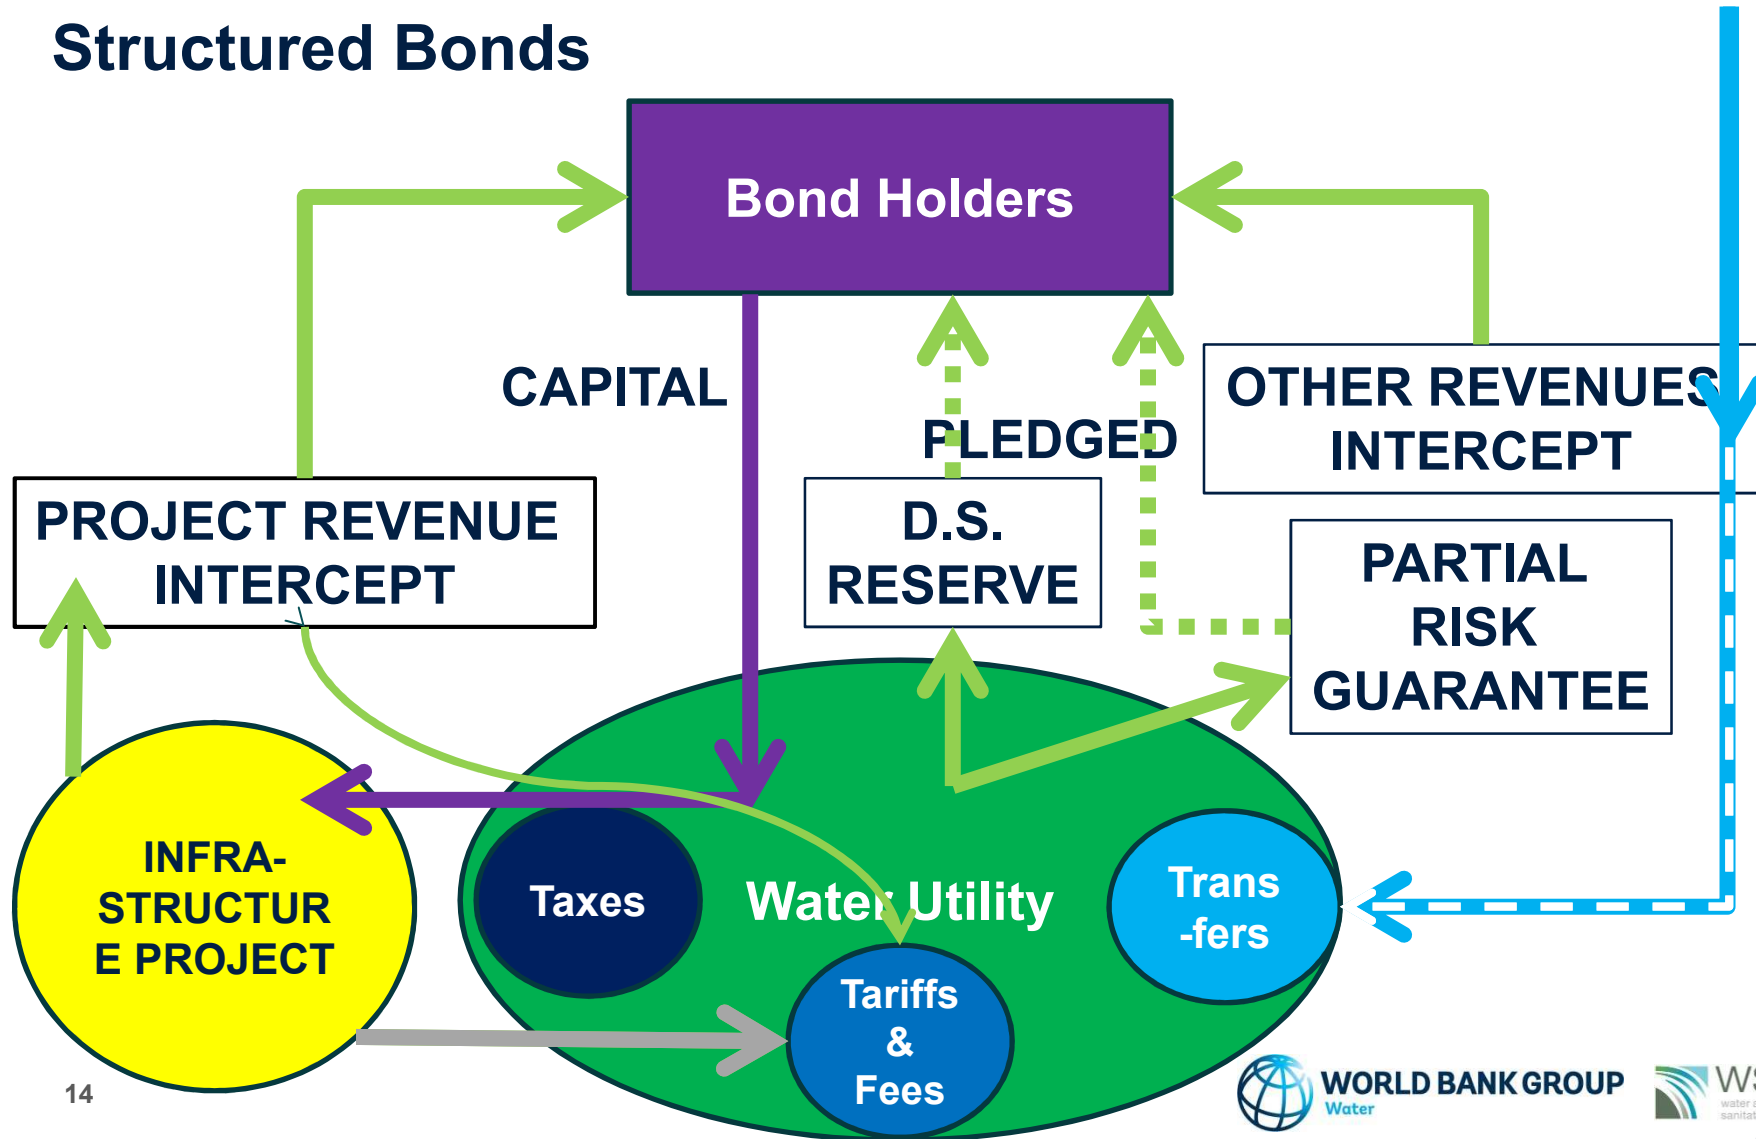 Structured Bonds
Bond Holders
CAPITAL
PLEDGED
OTHER REVENUES
INTERCEPT
PROJECT REVENUE
INTERCEPT
D.S.
RESERVE
PARTIAL
RISK
GUARANTEE
INFRA-
STRUCTUR
E PROJECT
Taxes
Water Utility
Trans
-fers
Tariffs
&
Fees
14
WORLD BANK GROUP
Water